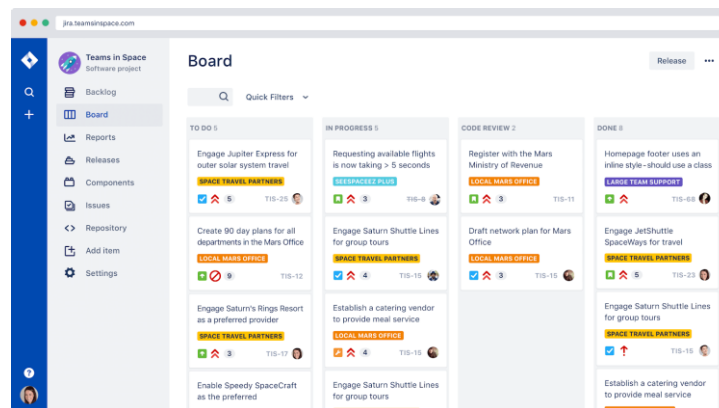 jira.teamsinspace.com
Teams in Space
Software project
Backlog
Board
Reports
Releases
Components
Issues
Repository
Add item
Settings
?
Board
Release
Quick Filters
TO DO 5
Engage Jupiter Express for
outer solar system travel
SPACE TRAVEL PARTNERS
5 TIS-25
Create 90 day plans for all
departments in the Mars Office
LOCAL MARS OFFICE
9 TIS-12
Engage Saturn's Rings Resort
as a preferred provider
SPACE TRAVEL PARTNERS
3 TIS-17
Enable Speedy SpaceCraft
as the preferred
IN PROGRESS 5
Requesting available flights
is now taking > 5 seconds
SEESPACEEZ PLUS
3 TIS-8
Engage Saturn Shuttle Lines
for group tours
SPACE TRAVEL PARTNERS
4 TIS-15
Establish a catering vendor
to provide meal service
LOCAL MARS OFFICE
4 TIS-15
Engage Saturn Shuttle Lines
for group tours
CODE REVIEW 2
Register with the Mars
Ministry of Revenue
LOCAL MARS OFFICE
3 TIS-11
Draft network plan for Mars
Office
LOCAL MARS OFFICE
3 TIS-15
DONE 8
Homepage footer uses an
inline style-should use a class
LARGE TEAM SUPPORT
TIS-68
Engage JetShuttle
SpaceWays for travel
SPACE TRAVEL PARTNERS
5 TIS-23
Engage Saturn Shuttle Lines
for group tours
SPACE TRAVEL PARTNERS
TIS-15
Establish a catering vendor
to provide meal service